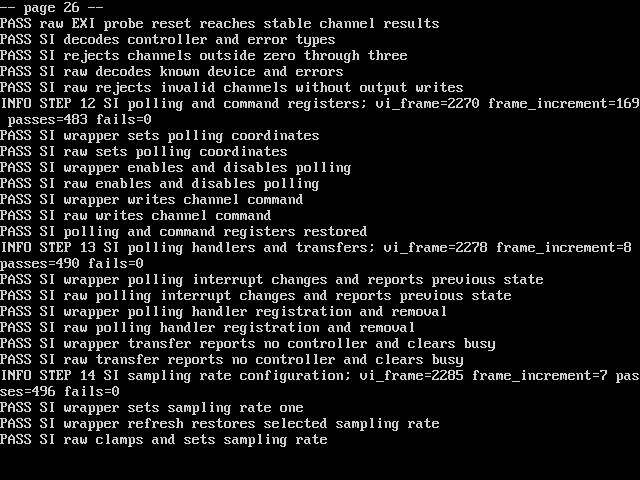 -- page 26 --
PASS raw EXI probe reset reaches stable channel results
PASS SI decodes controller and error types
PASS SI rejects channels outside zero through three
PASS SI raw decodes known device and errors
PASS SI raw rejects invalid channels without output writes
INFO STEP 12 SI polling and command registers; vi_frame=2270 frame_increment=169
 passes=483 fails=0
PASS SI wrapper sets polling coordinates
PASS SI raw sets polling coordinates
PASS SI wrapper enables and disables polling
PASS SI raw enables and disables polling
PASS SI wrapper writes channel command
PASS SI raw writes channel command
PASS SI polling and command registers restored
INFO STEP 13 SI polling handlers and transfers; vi_frame=2278 frame_increment=8
passes=490 fails=0
PASS SI wrapper polling interrupt changes and reports previous state
PASS SI raw polling interrupt changes and reports previous state
PASS SI wrapper polling handler registration and removal
PASS SI raw polling handler registration and removal
PASS SI wrapper transfer reports no controller and clears busy
PASS SI raw transfer reports no controller and clears busy
INFO STEP 14 SI sampling rate configuration; vi_frame=2285 frame_increment=7 pas
ses=496 fails=0
PASS SI wrapper sets sampling rate one
PASS SI wrapper refresh restores selected sampling rate
PASS SI raw clamps and sets sampling rate